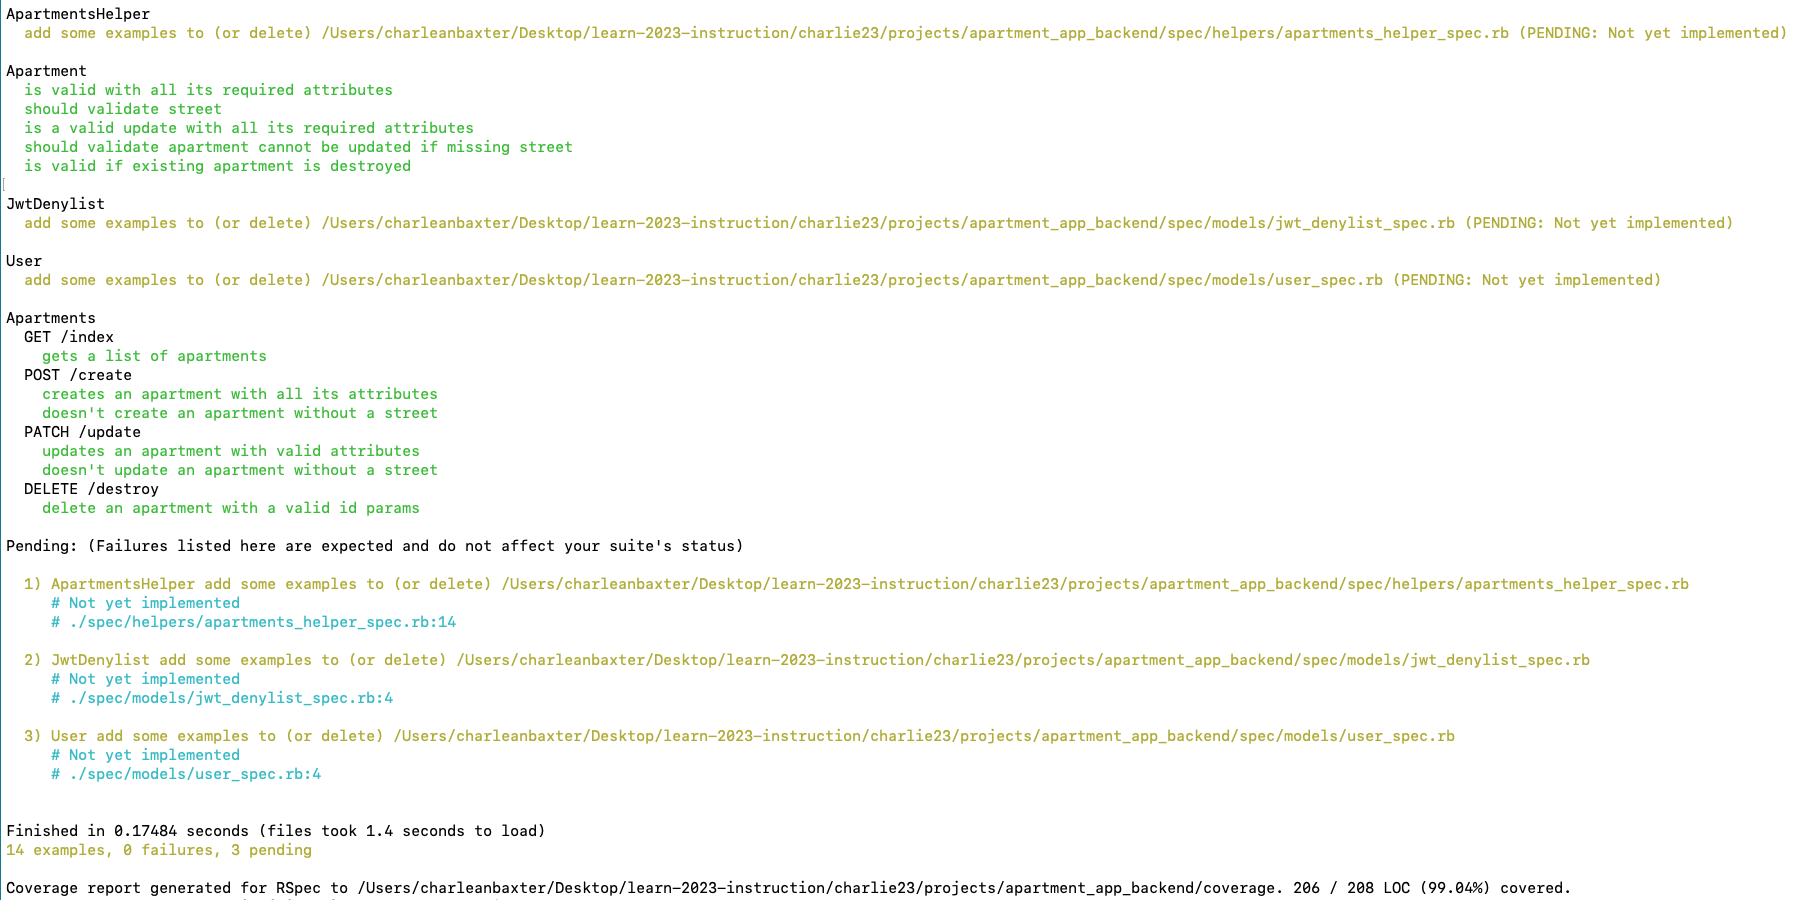 ApartmentsHelper
add some examples to (or delete) /Users/charleanbaxter/Desktop/learn-2023-instruction/charlie23/projects/apartment_app_backend/spec/helpers/apartments_helper_spec.rb (PENDING: Not yet implemented)
Apartment
is valid with all its required attributes
should validate street
is a valid update with all its required attributes
should validate apartment cannot be updated if missing street
is valid if existing apartment is destroyed
JwtDenylist
add some examples to (or delete) /Users/charleanbaxter/Desktop/learn-2023-instruction/charlie23/projects/apartment_app_backend/spec/models/jwt_denylist_spec.rb (PENDING: Not yet implemented)
User
add some examples to (or delete) /Users/charleanbaxter/Desktop/learn-2023-instruction/charlie23/projects/apartment_app_backend/spec/models/user_spec.rb (PENDING: Not yet implemented)
Apartments
GET /index
gets a list of apartments
POST /create
creates an apartment with all its attributes
doesn't create an apartment without a street
PATCH /update
updates an apartment with valid attributes
doesn't update an apartment without a street
DELETE /destroy
delete an apartment with a valid id params
Pending: (Failures listed here are expected and do not affect your suite's status)
1) ApartmentsHelper add some examples to (or delete) /Users/charleanbaxter/Desktop/learn-2023-instruction/charlie23/projects/apartment_app_backend/spec/helpers/apartments_helper_spec.rb
# Not yet implemented
# ./spec/helpers/apartments_helper_spec.rb:14
2) JwtDenylist add some examples to (or delete) /Users/charleanbaxter/Desktop/learn-2023-instruction/charlie23/projects/apartment_app_backend/spec/models/jwt_denylist_spec.rb
# Not yet implemented
# ./spec/models/jwt_denylist_spec.rb:4
3) User add some examples to (or delete) /Users/charleanbaxter/Desktop/learn-2023-instruction/charlie23/projects/apartment_app_backend/spec/models/user_spec.rb
# Not yet implemented
# ./spec/models/user_spec.rb:4
Finished in 0.17484 seconds (files took 1.4 seconds to load)
14 examples, 0 failures, 3 pending
Coverage report generated for RSpec to /Users/charleanbaxter/Desktop/learn-2023-instruction/charlie23/projects/apartment_app_backend/coverage. 206 / 208 LOC (99.04%) covered.